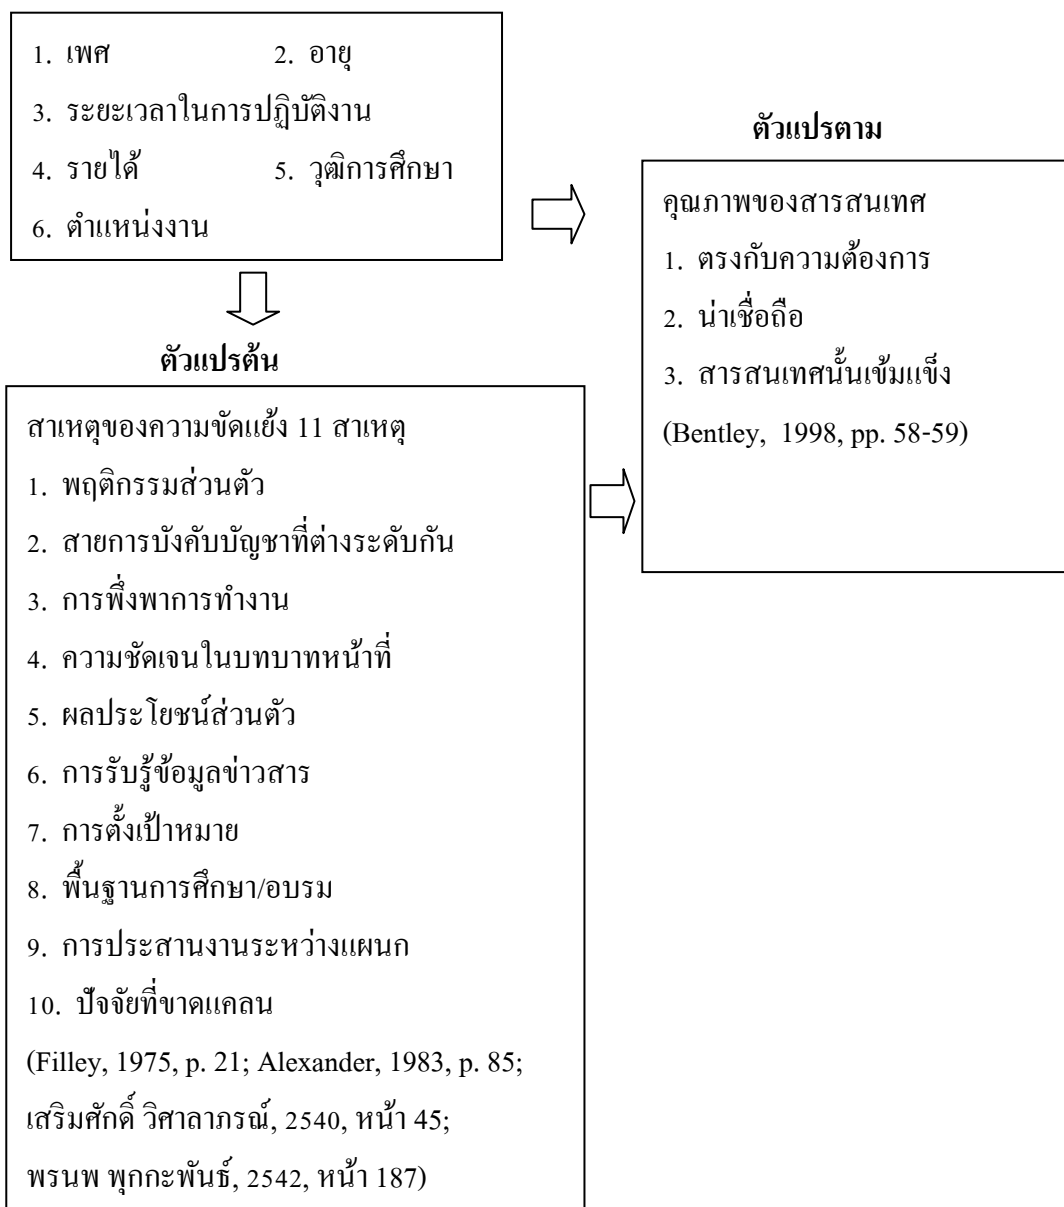 1. เพศ 2. อายุ
3. ระยะเวลาในการปฏิบัติงาน
4. รายได้ 5. วุฒิการศึกษา
6. ตำแหน่งงาน
ตัวแปรตาม
คุณภาพของสารสนเทศ
1. ตรงกับความต้องการ
2. น่าเชื่อถือ
3. สารสนเทศนั้นเข้มแข็ง
(Bentley, 1998, pp. 58-59)
ตัวแปรต้น
สาเหตุของความขัดแย้ง 11 สาเหตุ
1. พฤติกรรมส่วนตัว
2. สายการบังคับบัญชาที่ต่างระดับกัน
3. การพึ่งพาการทำงาน
4. ความชัดเจนในบทบาทหน้าที่
5. ผลประโยชน์ส่วนตัว
6. การรับรู้ข้อมูลข่าวสาร
7. การตั้งเป้าหมาย
8. พื้นฐานการศึกษา/อบรม
9. การประสานงานระหว่างแผนก
10. ปัจจัยที่ขาดแคลน
(Filley, 1975, p. 21; Alexander, 1983, p. 85;
เสริมศักดิ์ วิศาลาภรณ์, 2540, หน้า 45;
พรนพ พุกกะพันธ์, 2542, หน้า 187)